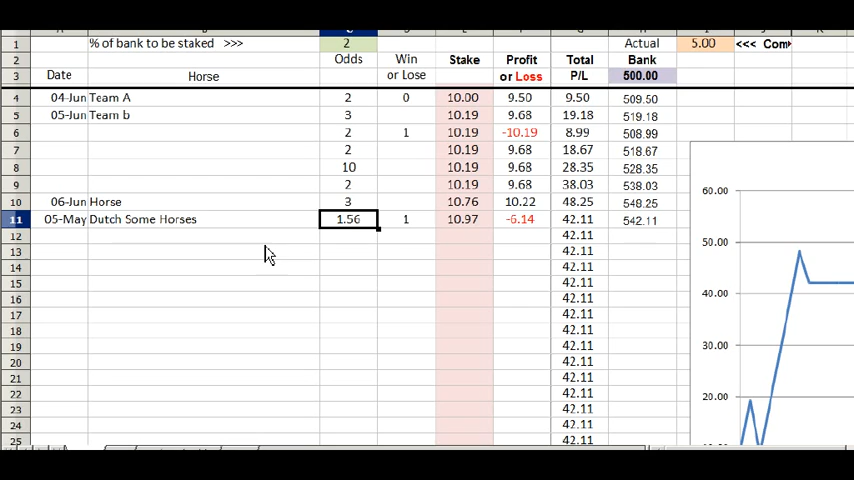 1 % of bank to be staked >>> 2 Actual 5.00 <<< Com
2 Odds Win Stake Profit Total Bank
3 Date Horse or Lose or Loss P/L 500.00
4 04-Jun Team A 2 0 10.00 9.50 9.50 509.50
5 05-Jun Team b 3 10.19 9.68 19.18 519.18
6 2 1 10.19 -10.19 8.99 508.99
7 2 10.19 9.68 18.67 518.67
8 10 10.19 9.68 28.35 528.35
9 2 10.19 9.68 38.03 538.03
10 06-Jun Horse 3 10.76 10.22 48.25 548.25
11 05-May Dutch Some Horses 1.56 1 10.97 -6.14 42.11 542.11
12 42.11
13 42.11
14 42.11
15 42.11
16 42.11
17 42.11
18 42.11
19 42.11
20 42.11
21 42.11
22 42.11
23 42.11
24 42.11
25 42.11
60.00
50.00
40.00
30.00
20.00